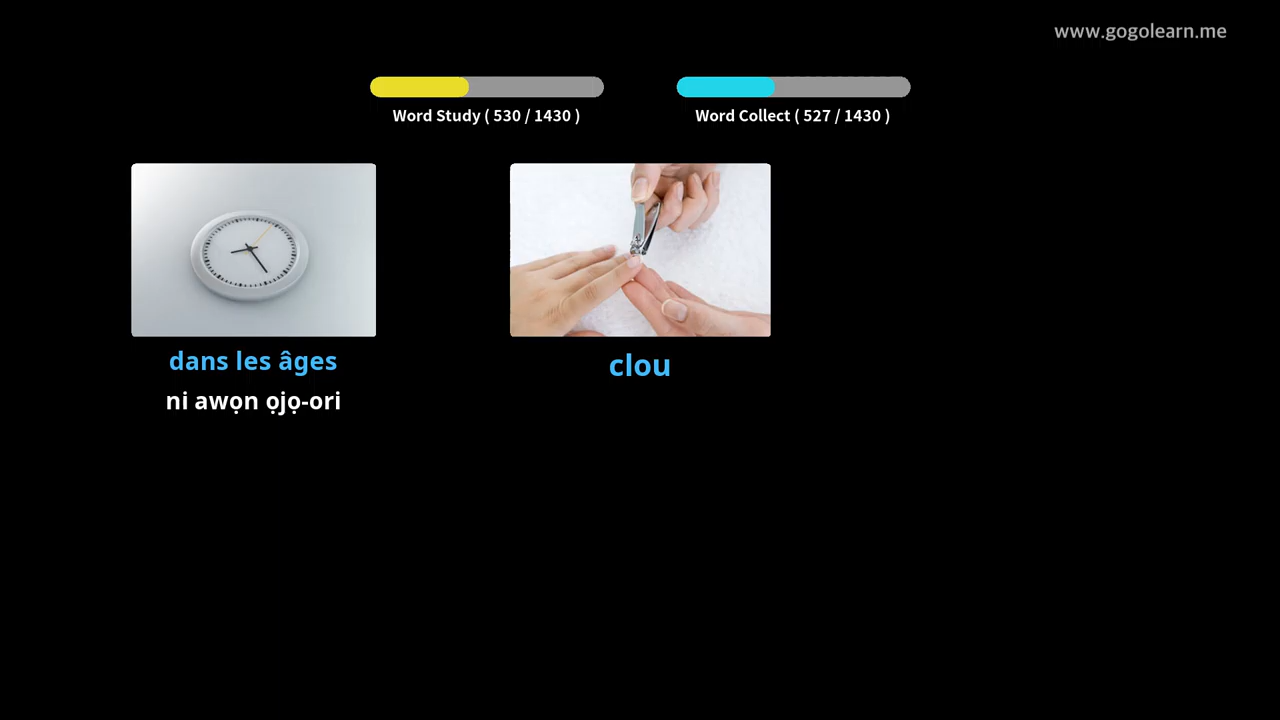 www.gogolearn.me
Word Study ( 530 / 1430 )
Word Collect ( 527 / 1430 )
dans les âges
ni awọn ọjọ-ori
clou